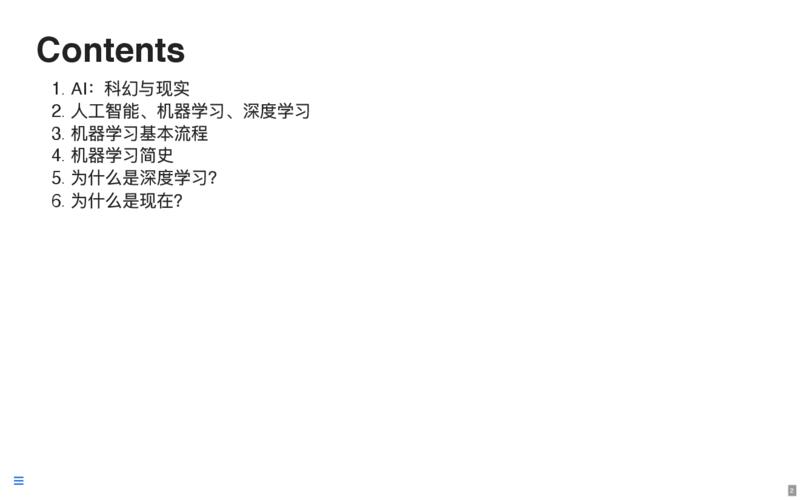 Contents
1. AI：科幻与现实
2. 人工智能、机器学习、深度学习
3. 机器学习基本流程
4. 机器学习简史
5. 为什么是深度学习?
6. 为什么是现在?
2